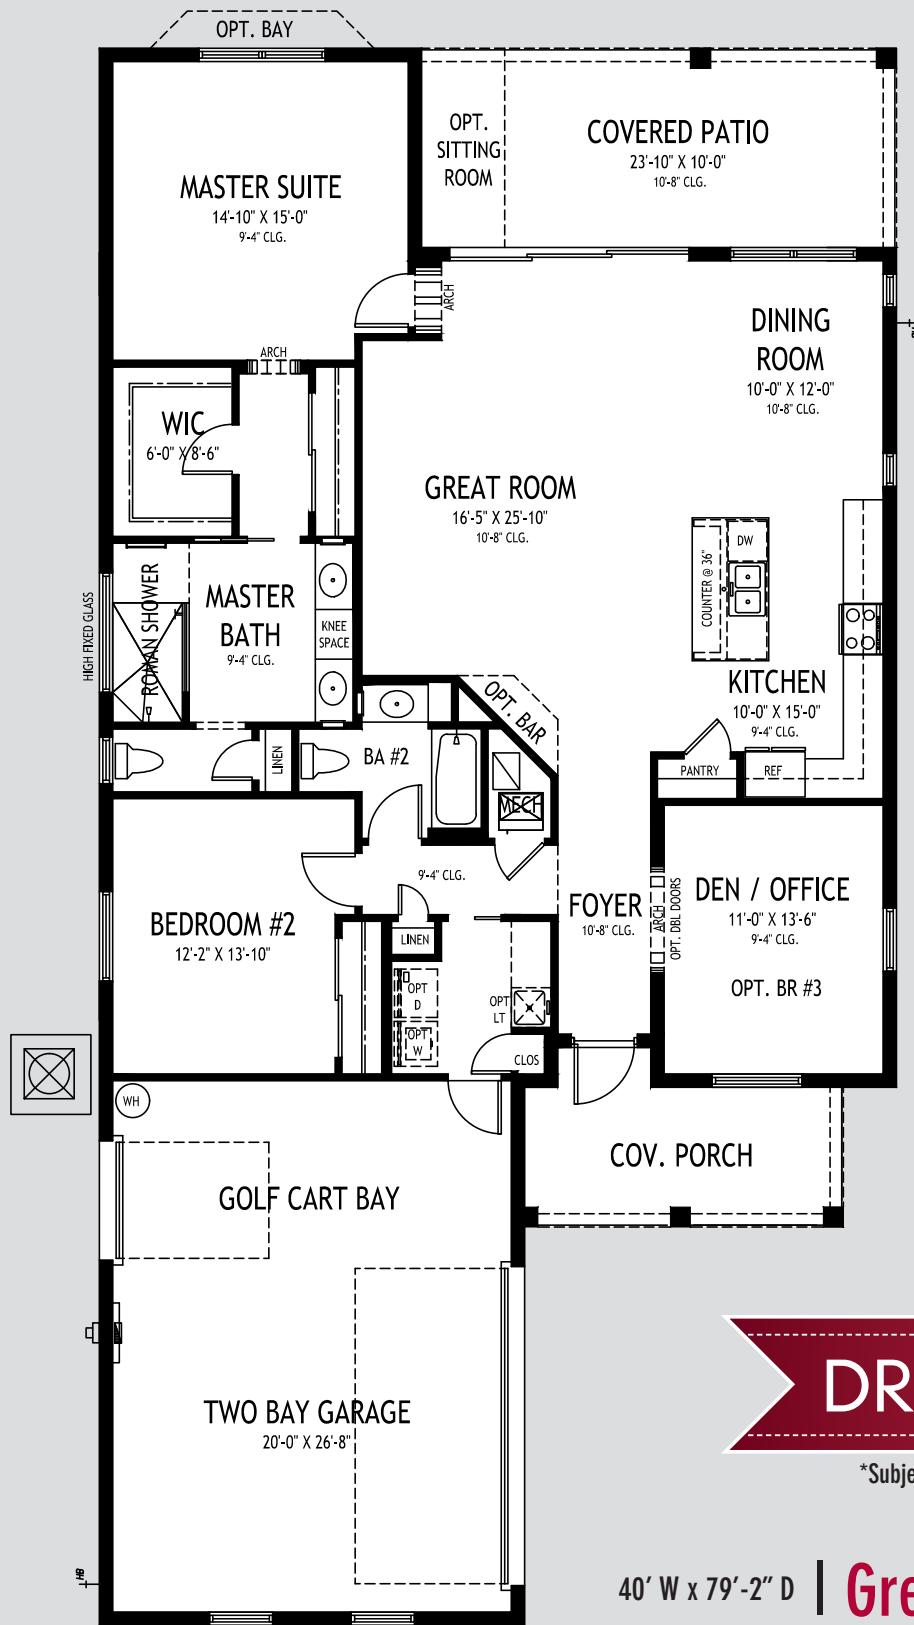 OPT. BAY
MASTER SUITE
14'-10" X 15'-0"
9'-4" CLG.
OPT.
SITTING
ROOM
COVERED PATIO
23'-10" X 10'-0"
10'-8" CLG.
ARCH
ARCH
DINING
ROOM
10'-0" X 12'-0"
10'-8" CLG.
WIC
6'-0" X 8'-6"
GREAT ROOM
16'-5" X 25'-10"
10'-8" CLG.
HIGH FIXED GLASS
ROMAN SHOWER
MASTER
BATH
9'-4" CLG.
KNEE
SPACE
COUNTER @ 36"
DW
KITCHEN
10'-0" X 15'-0"
9'-4" CLG.
OPT. BAR
PANTRY
REF
LINEN
BA #2
MECH
9'-4" CLG.
BEDROOM #2
12'-2" X 13'-10"
LINEN
FOYER
10'-8" CLG.
ARCH
OPT. DBL DOORS
DEN / OFFICE
11'-0" X 13'-6"
9'-4" CLG.
OPT. BR #3
OPT
D
OPT
W
OPT
LT
CLOS
WH
GOLF CART BAY
COV. PORCH
TWO BAY GARAGE
20'-0" X 26'-8"
HB
DR
*Subje
40' W x 79'-2" D | Gre